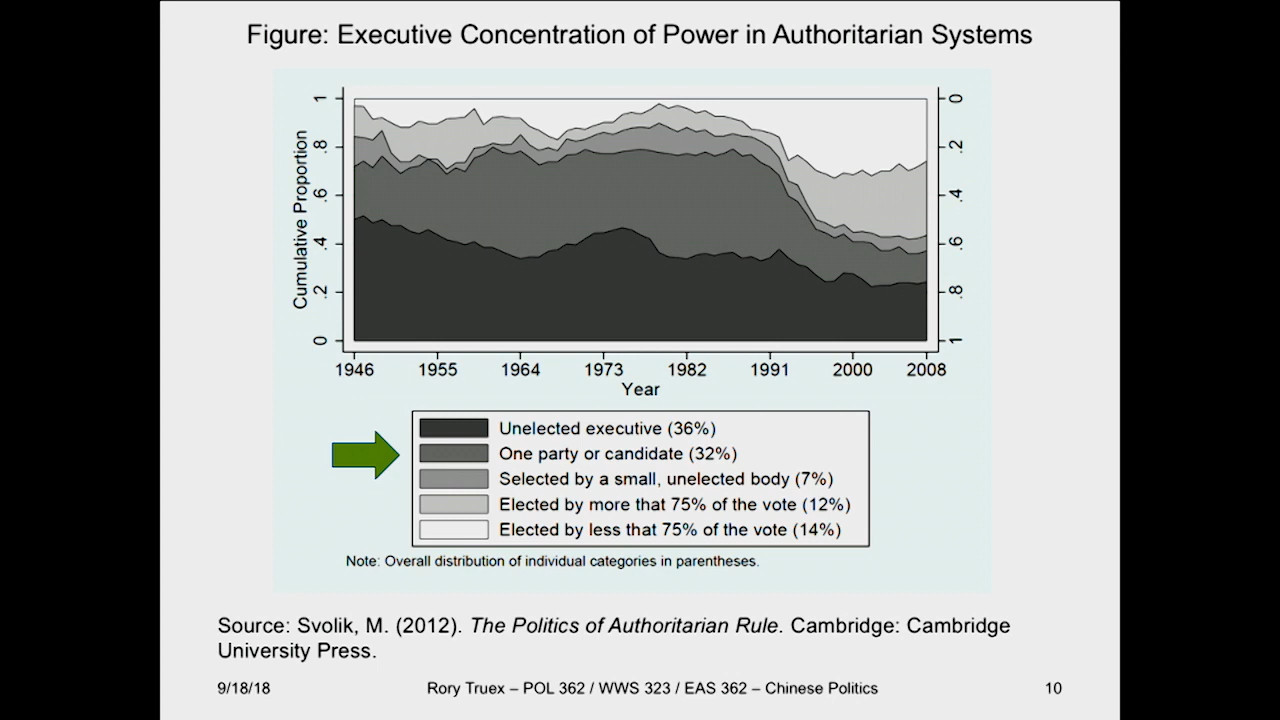 Figure: Executive Concentration of Power in Authoritarian Systems
Cumulative Proportion
1
.8
.6
.4
.2
0
0
.2
.4
.6
.8
1
1946 1955 1964 1973 1982 1991 2000 2008
Year
Unelected executive (36%)
One party or candidate (32%)
Selected by a small, unelected body (7%)
Elected by more that 75% of the vote (12%)
Elected by less that 75% of the vote (14%)
Note: Overall distribution of individual categories in parentheses.
Source: Svolik, M. (2012). The Politics of Authoritarian Rule. Cambridge: Cambridge
University Press.
9/18/18 Rory Truex – POL 362 / WWS 323 / EAS 362 – Chinese Politics 10